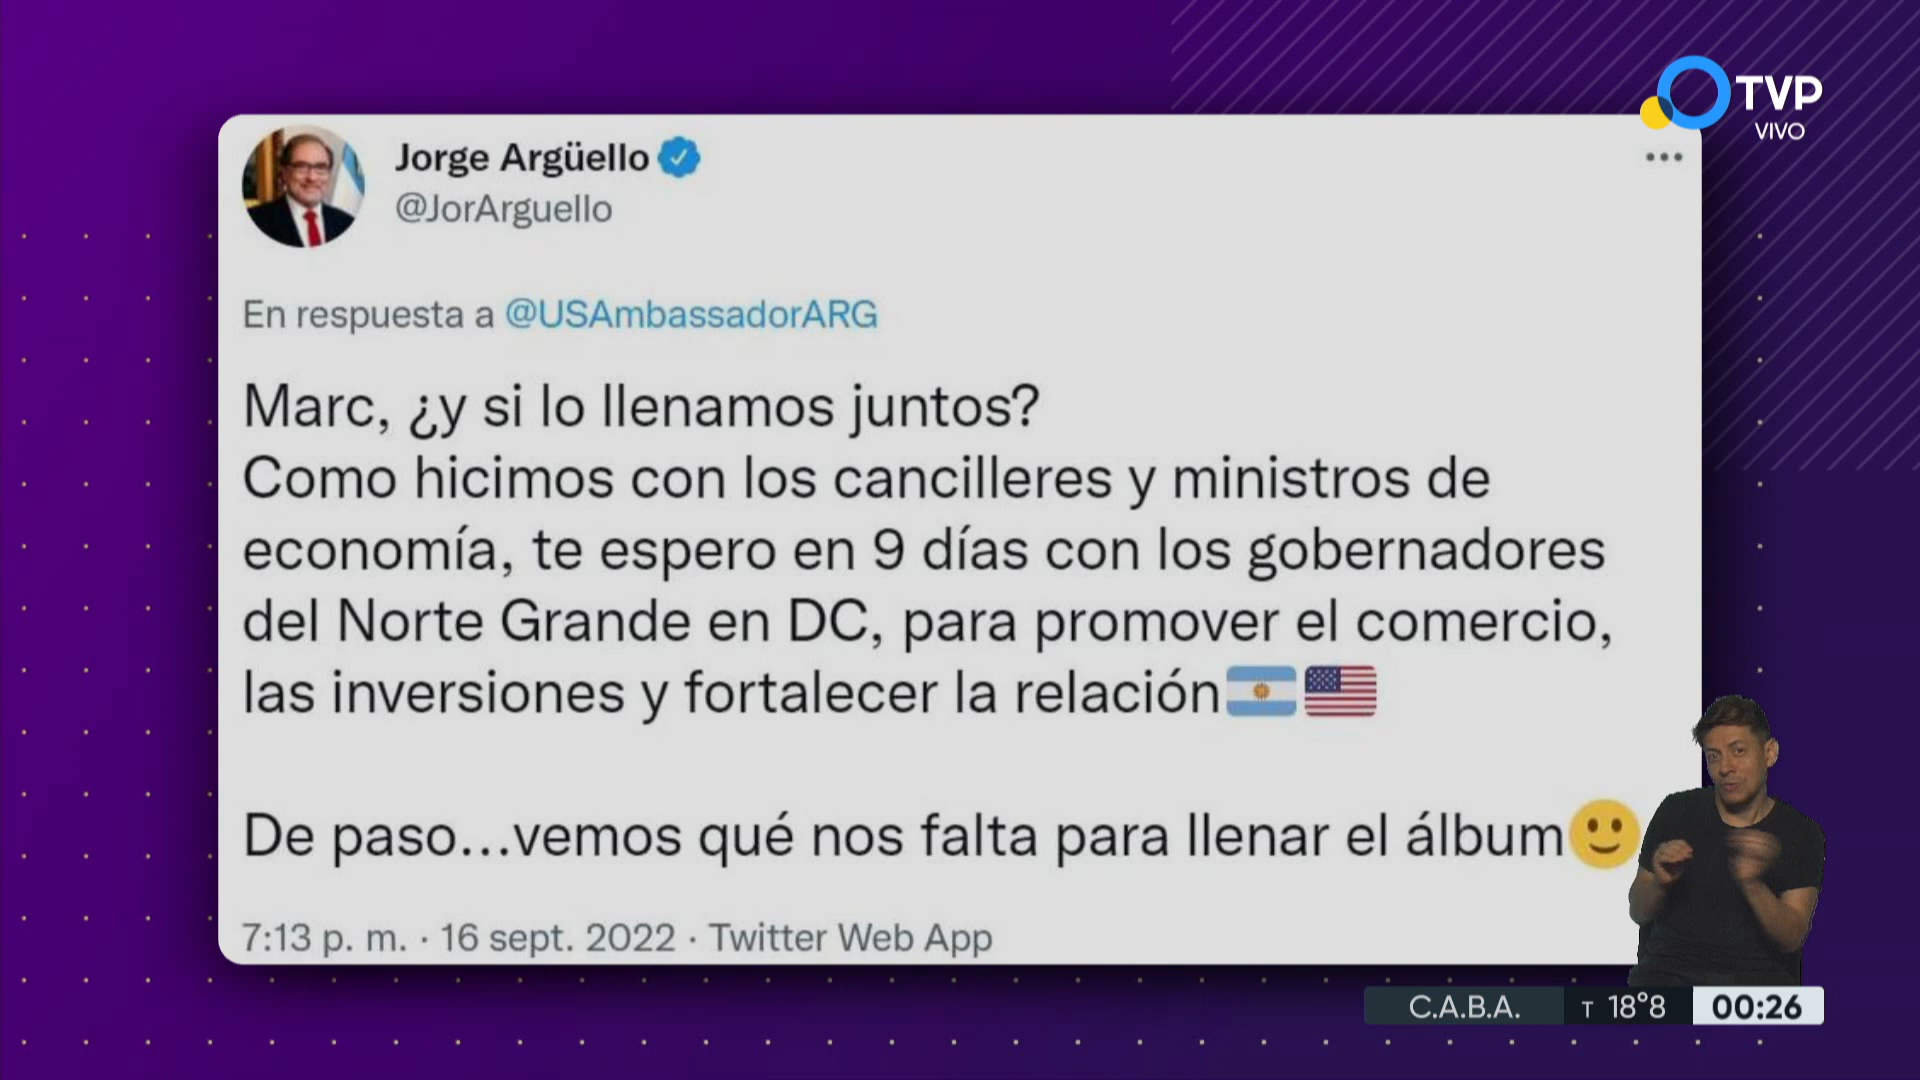 TVP
VIVO
Jorge Argüello
@JorArguello
En respuesta a @USAmbassadorARG
Marc, ¿y si lo llenamos juntos?
Como hicimos con los cancilleres y ministros de
economía, te espero en 9 días con los gobernadores
del Norte Grande en DC, para promover el comercio,
las inversiones y fortalecer la relación🇦🇷🇺🇸
De paso...vemos qué nos falta para llenar el álbum🙂
7:13 p. m. · 16 sept. 2022 · Twitter Web App
C.A.B.A. T 18°8 00:26